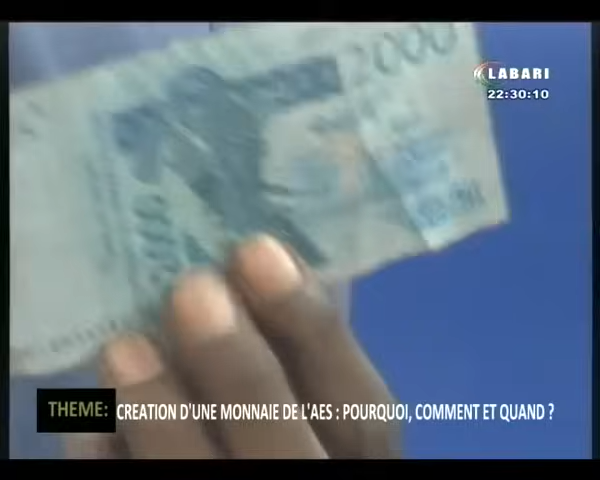 2000
LABARI
22:30:10
THEME: CREATION D'UNE MONNAIE DE L'AES : POURQUOI, COMMENT ET QUAND ?